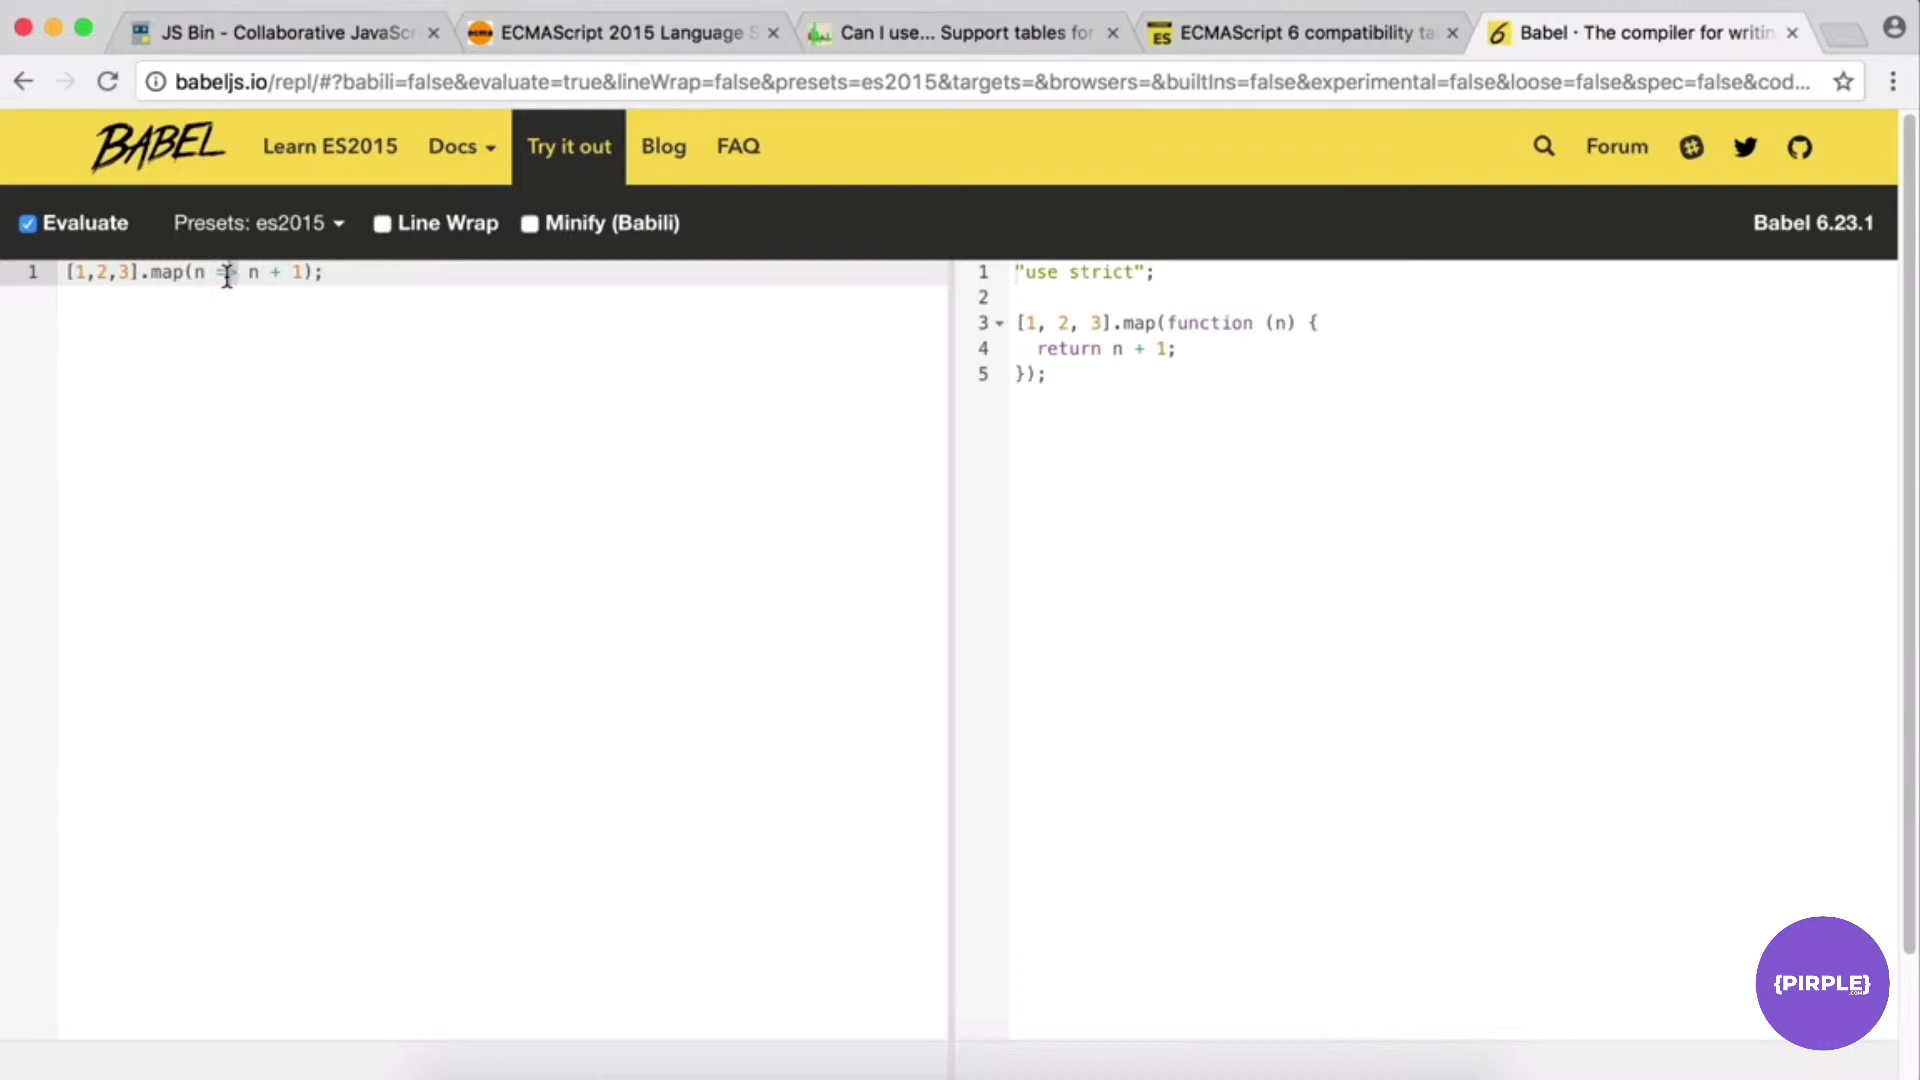 JS Bin - Collaborative JavaScr
ECMAScript 2015 Language S
Can I use... Support tables for
ES
ECMAScript 6 compatibility ta
6
Babel · The compiler for writin
babeljs.io/repl/#?babili=false&evaluate=true&lineWrap=false&presets=es2015&targets=&browsers=&builtIns=false&experimental=false&loose=false&spec=false&cod...
BABEL
Learn ES2015
Docs
Try it out
Blog
FAQ
Forum
Evaluate
Presets: es2015
Line Wrap
Minify (Babili)
Babel 6.23.1
1 [1,2,3].map(n => n + 1);
1 "use strict";
2
3 [1, 2, 3].map(function (n) {
4 return n + 1;
5 });
{PIRPLE}
.COM